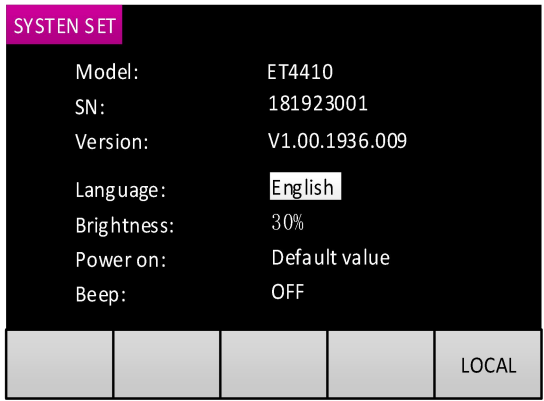 SYSTEN SET
Model: ET4410
SN: 181923001
Version: V1.00.1936.009
Language: English
Brightness: 30%
Power on: Default value
Beep: OFF
LOCAL